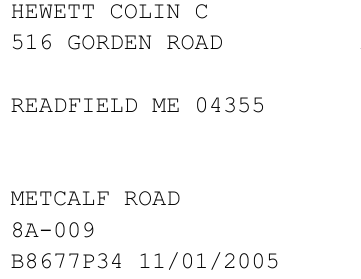 HEWETT COLIN C
516 GORDEN ROAD
READFIELD ME 04355
METCALF ROAD
8A-009
B8677P34 11/01/2005